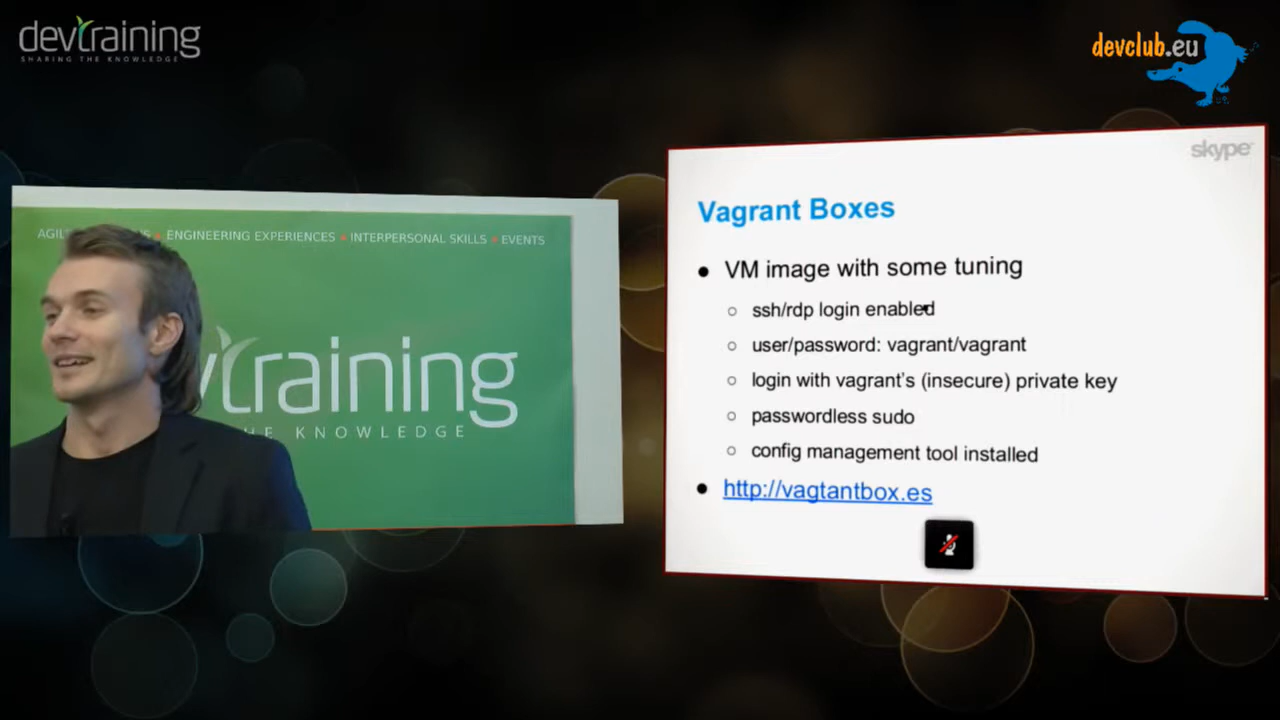 devtraining
SHARING THE KNOWLEDGE
devclub.eu
ENGINEERING EXPERIENCES • INTERPERSONAL SKILLS • EVENTS
training
KNOWLEDGE
skype
Vagrant Boxes
● VM image with some tuning
○ ssh/rdp login enabled
○ user/password: vagrant/vagrant
○ login with vagrant's (insecure) private key
○ passwordless sudo
○ config management tool installed
● http://vagtantbox.es